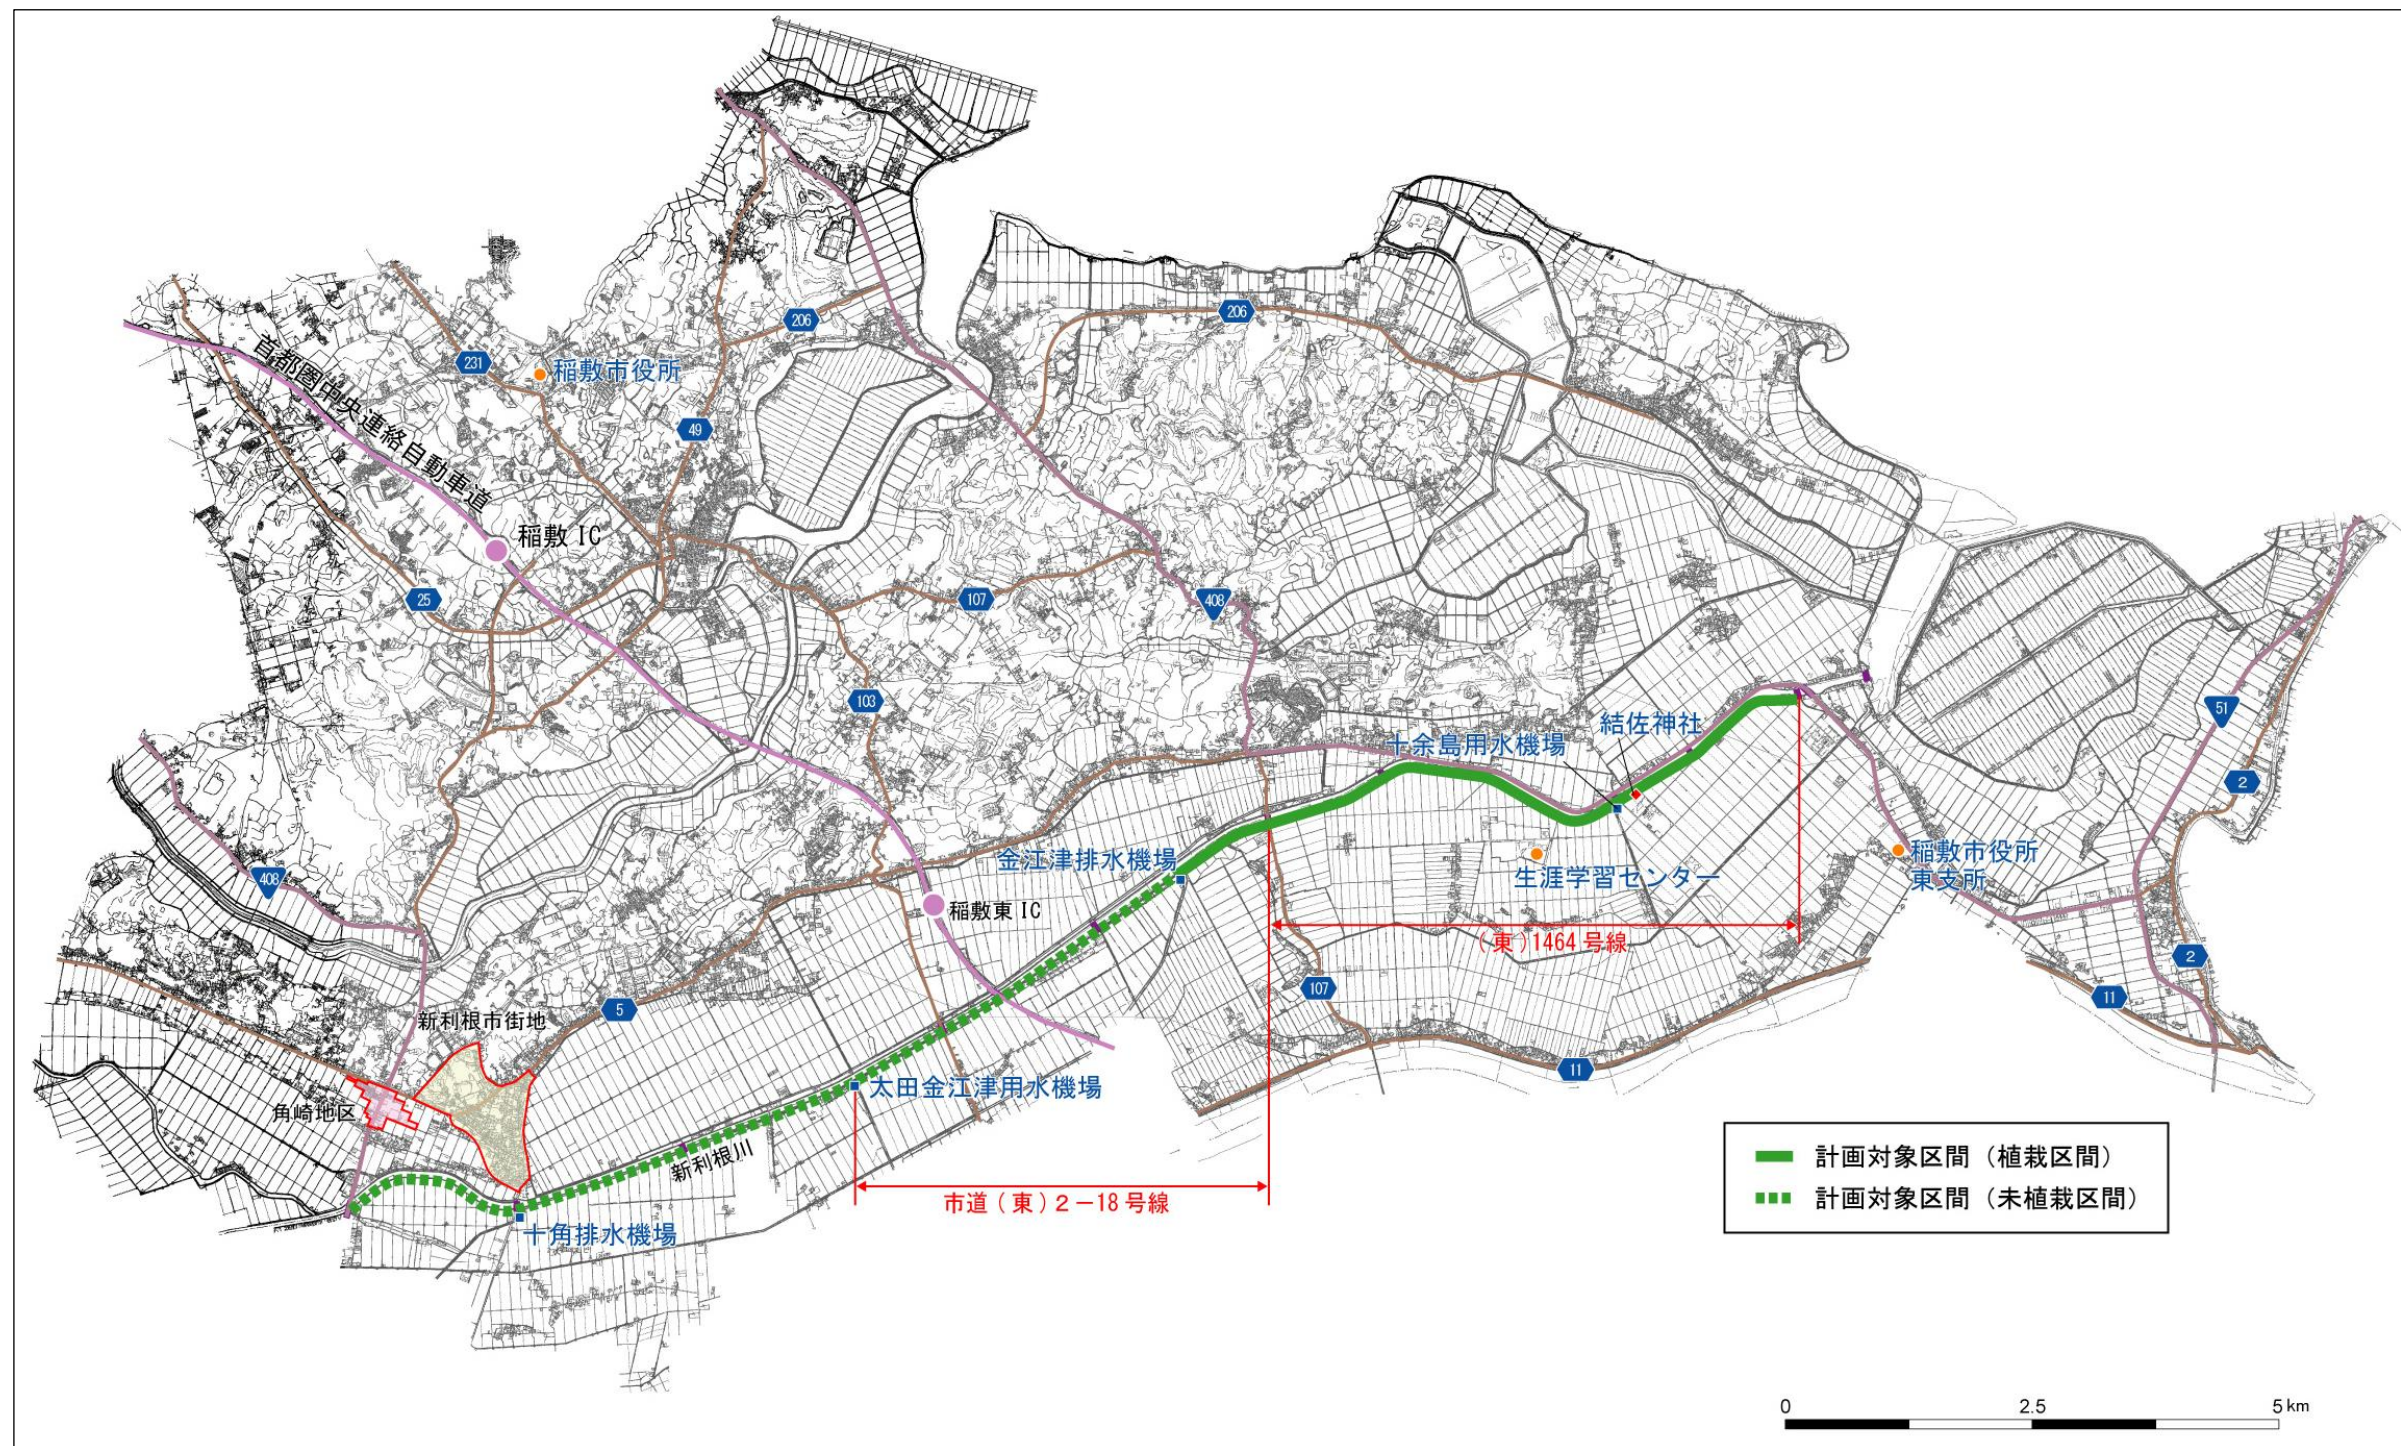 206
206
231
稲敷市役所
首都圏中央連絡自動車道
49
稲敷 IC
25
107
408
103
結佐神社
51
十余島用水機場
2
金江津排水機場
稲敷市役所
東支所
生涯学習センター
408
稲敷東 IC
(東)1464 号線
2
107
11
5
新利根市街地
11
太田金江津用水機場
角崎地区
新利根川
市道(東)2－18 号線
十角排水機場
計画対象区間（植栽区間）
計画対象区間（未植栽区間）
0 2.5 5 km